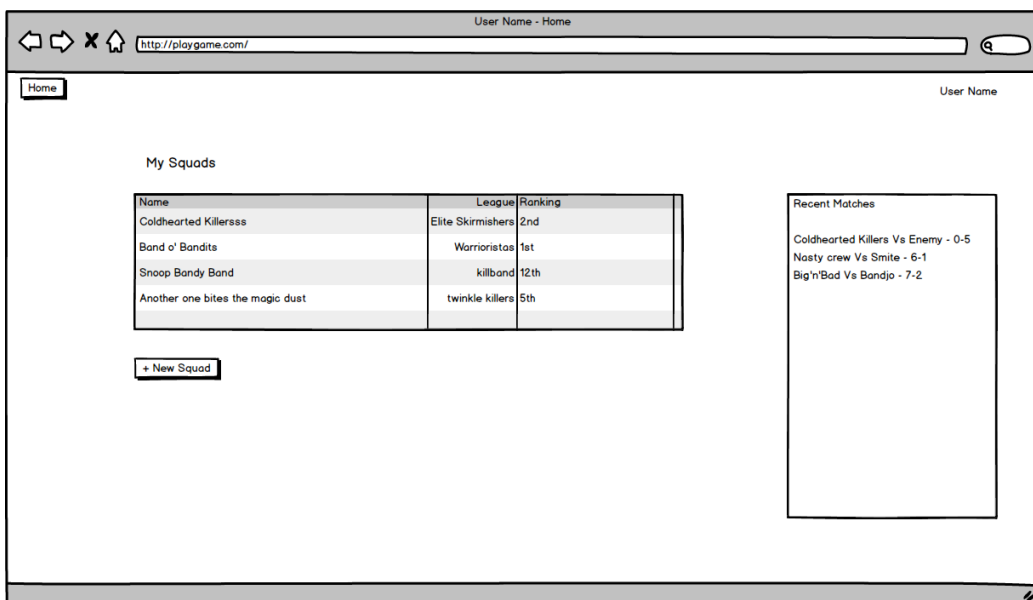 User Name - Home
http://playgame.com/
Home
User Name
My Squads
Name League Ranking
Coldhearted Killersss Elite Skirmishers 2nd
Band o' Bandits Warrioristas 1st
Snoop Bandy Band killband 12th
Another one bites the magic dust twinkle killers 5th
+ New Squad
Recent Matches
Coldhearted Killers Vs Enemy - 0-5
Nasty crew Vs Smite - 6-1
Big'n'Bad Vs Bandjo - 7-2